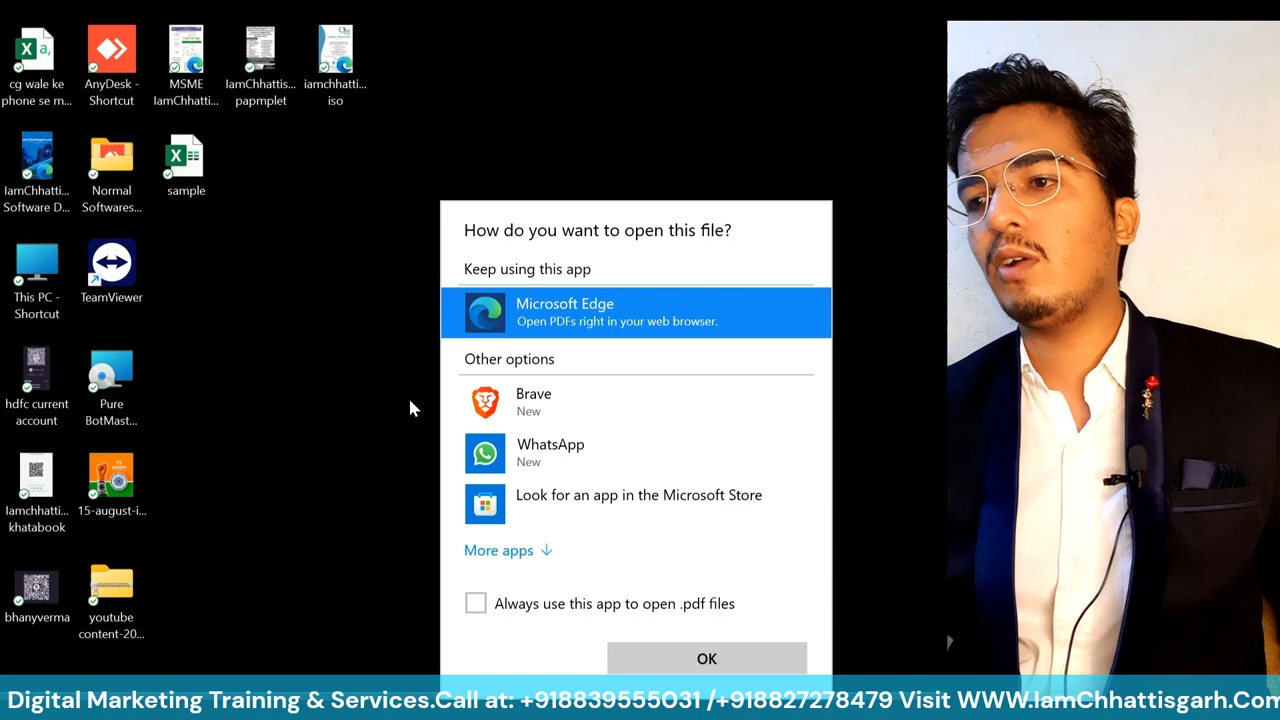 cg wale ke
phone se m...
AnyDesk -
Shortcut
MSME
IamChhatti...
IamChhattis...
papmplet
iamchhatti...
iso
IamChhatti...
Software D...
Normal
Softwares...
sample
This PC -
Shortcut
TeamViewer
hdfc current
account
Pure
BotMast...
Iamchhatti...
khatabook
15-august-i...
bhanyverma
youtube
content-20...
How do you want to open this file?
Keep using this app
Microsoft Edge
Open PDFs right in your web browser.
Other options
Brave
New
WhatsApp
New
Look for an app in the Microsoft Store
More apps
Always use this app to open .pdf files
OK
Digital Marketing Training & Services.Call at: +918839555031 /+918827278479 Visit WWW.IamChhattisgarh.Com